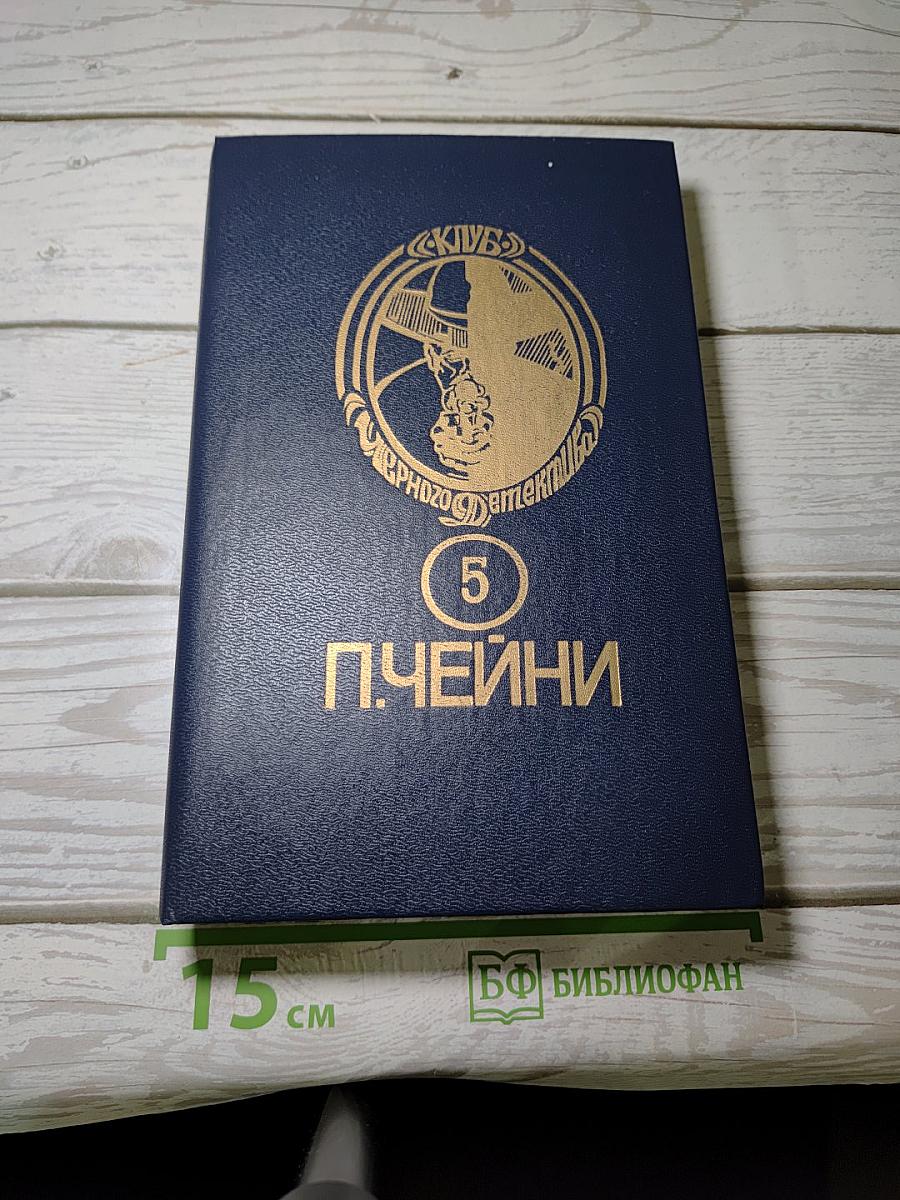 «КЛУБ»
Черного Детектива
5
П.ЧЕЙНИ
15 см
БФ БИБЛИОФАН